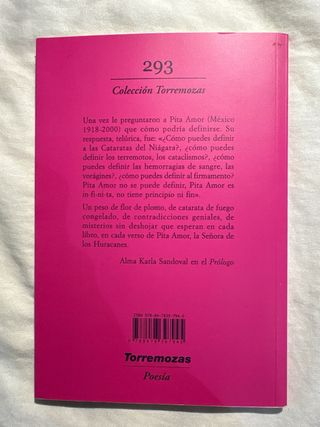 293
Colección Torremozas
Una vez le preguntaron a Pita Amor (México
1918-2000) que cómo podría definirse. Su
respuesta, telúrica, fue: «¿Cómo puedes definir
a las Cataratas del Niágara?, ¿cómo puedes
definir los terremotos, los cataclismos?, ¿cómo
puedes definir las hemorragias de sangre, las
vorágines?, ¿cómo puedes definir al firmamento?
Pita Amor no se puede definir, Pita Amor es
in-fi-ni-ta, no tiene principio ni fin».
Un peso de flor de plomo, de catarata de fuego
congelado, de contradicciones geniales, de
misterios sin deshojar que esperan en cada
libro, en cada verso de Pita Amor, la Señora de
los Huracanes.
Alma Karla Sandoval en el Prólogo.
Torremozas
Poesía